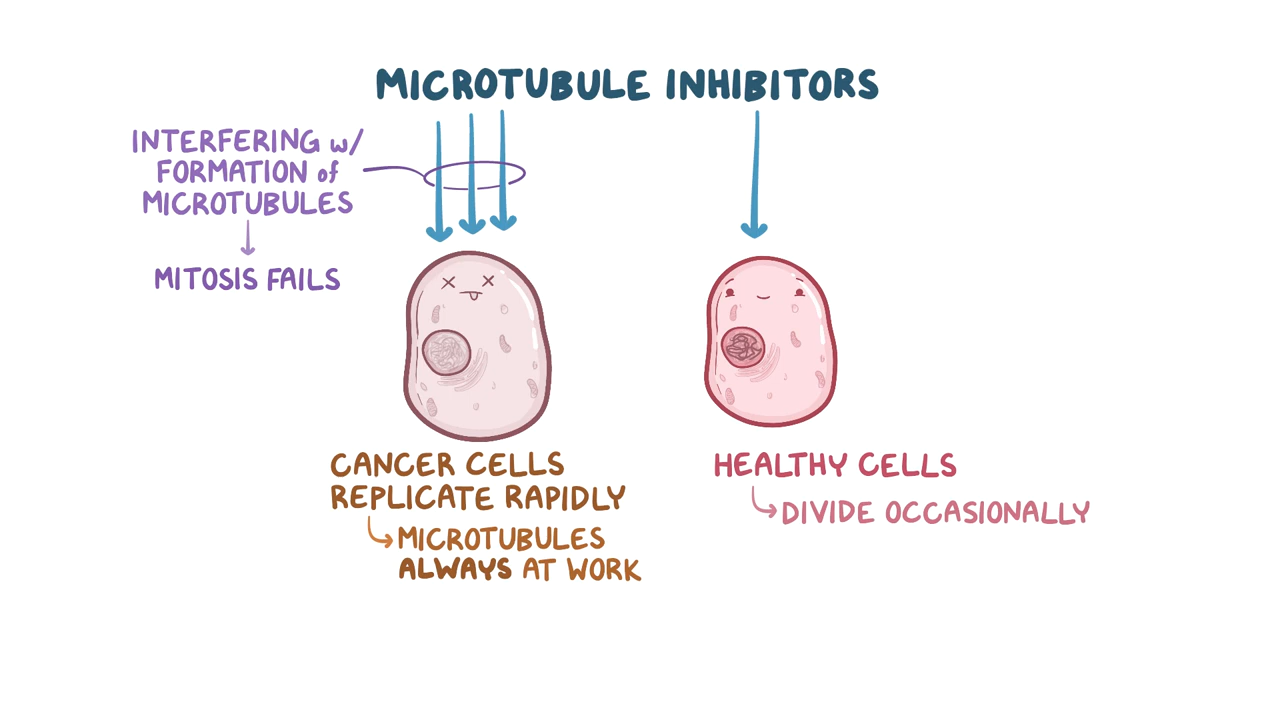 MICROTUBULE INHIBITORS
INTERFERING w/
FORMATION of
MICROTUBULES
MITOSIS FAILS
CANCER CELLS
REPLICATE RAPIDLY
MICROTUBULES
ALWAYS AT WORK
HEALTHY CELLS
DIVIDE OCCASIONALLY